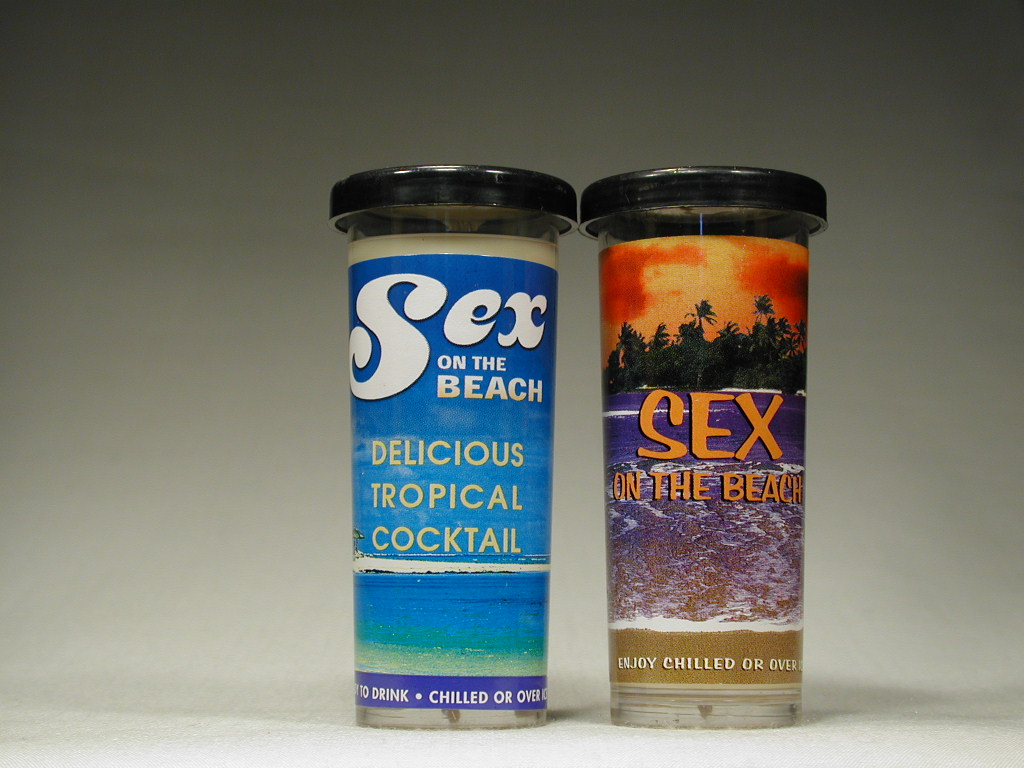 Sex
ON THE
BEACH
DELICIOUS
TROPICAL
COCKTAIL
TO DRINK • CHILLED OR OVER
SEX
ON THE BEACH
ENJOY CHILLED OR OVER